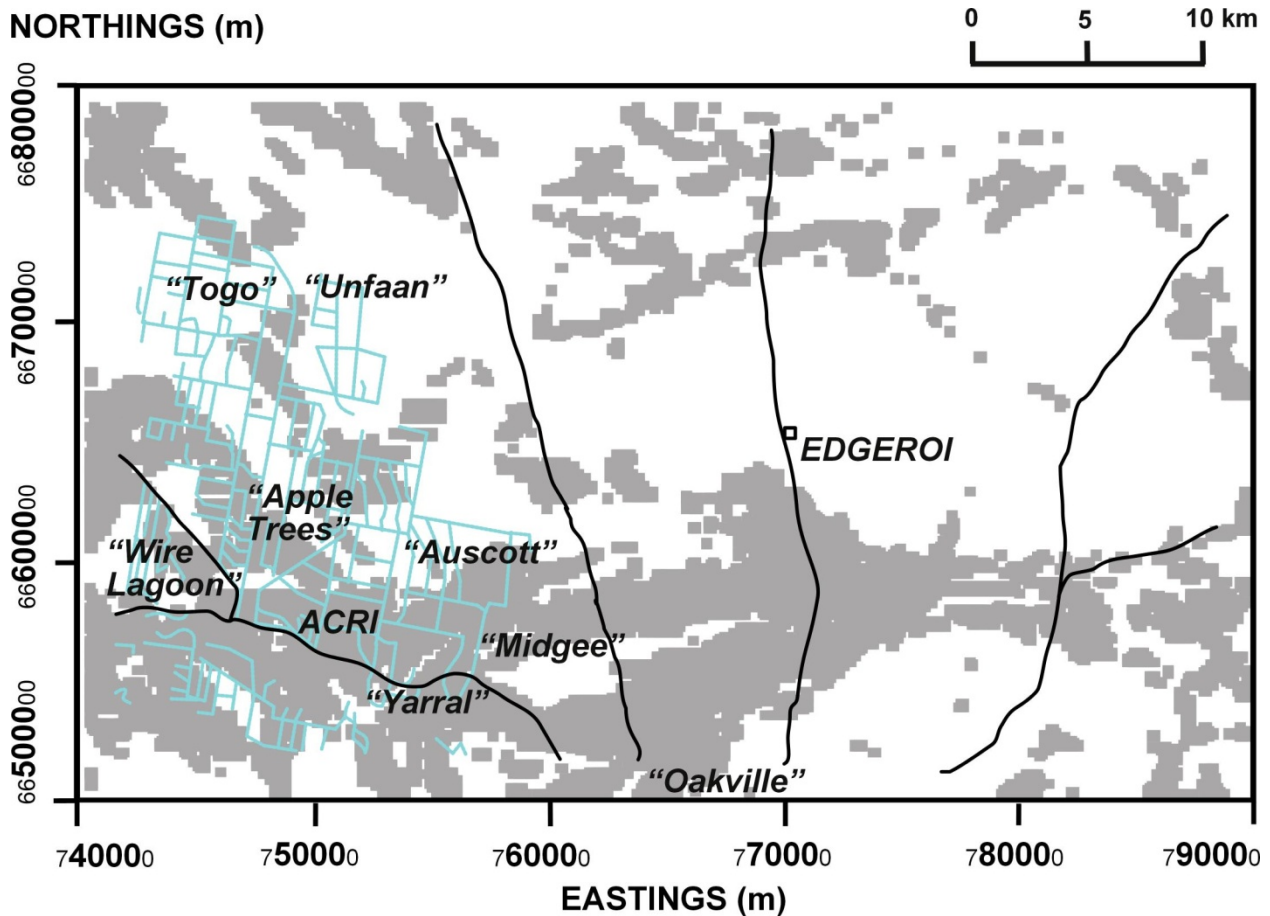 NORTHINGS (m)
0 5 10 km
6680000
6670000
6660000
6650000
“Togo” “Unfaan”
EDGEROI
“Apple
Trees”
“Auscott”
“Wire
Lagoon”
ACRI
“Midgee”
“Yarral”
“Oakville”
740000 750000 760000 770000 780000 790000
EASTINGS (m)